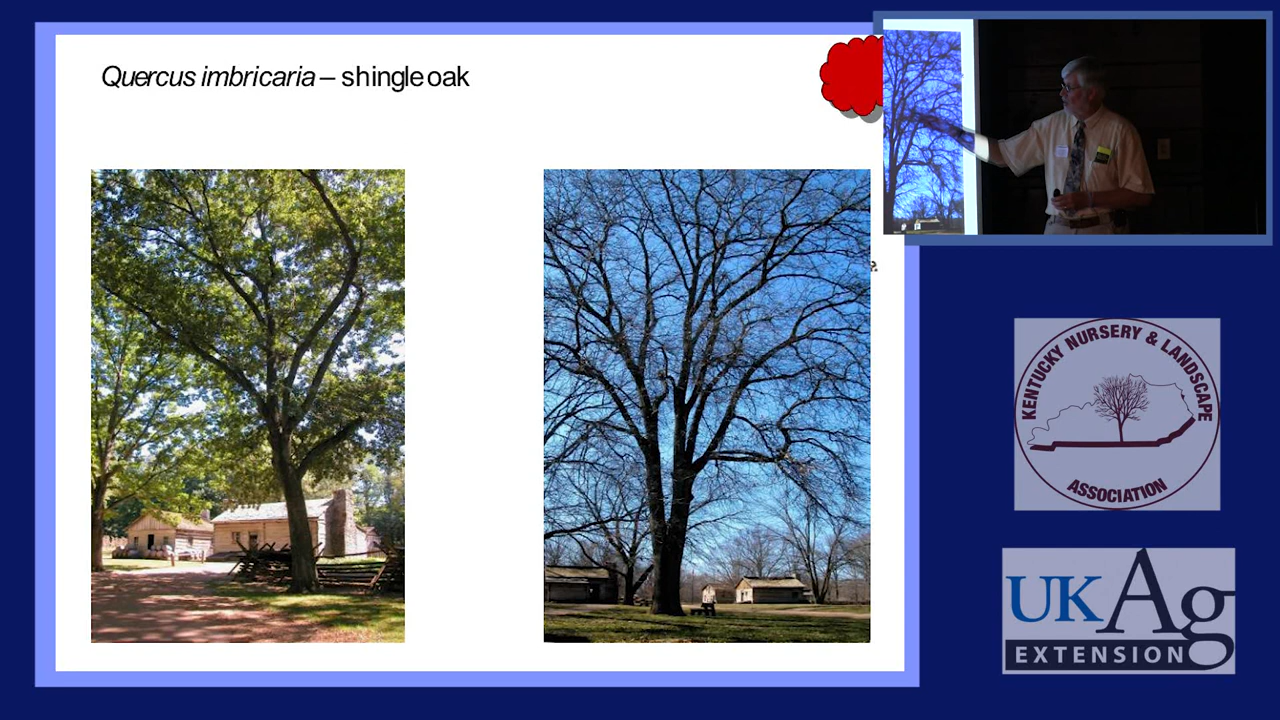 Quercus imbricaria – shingle oak
KENTUCKY NURSERY & LANDSCAPE
ASSOCIATION
UKAg
EXTENSION